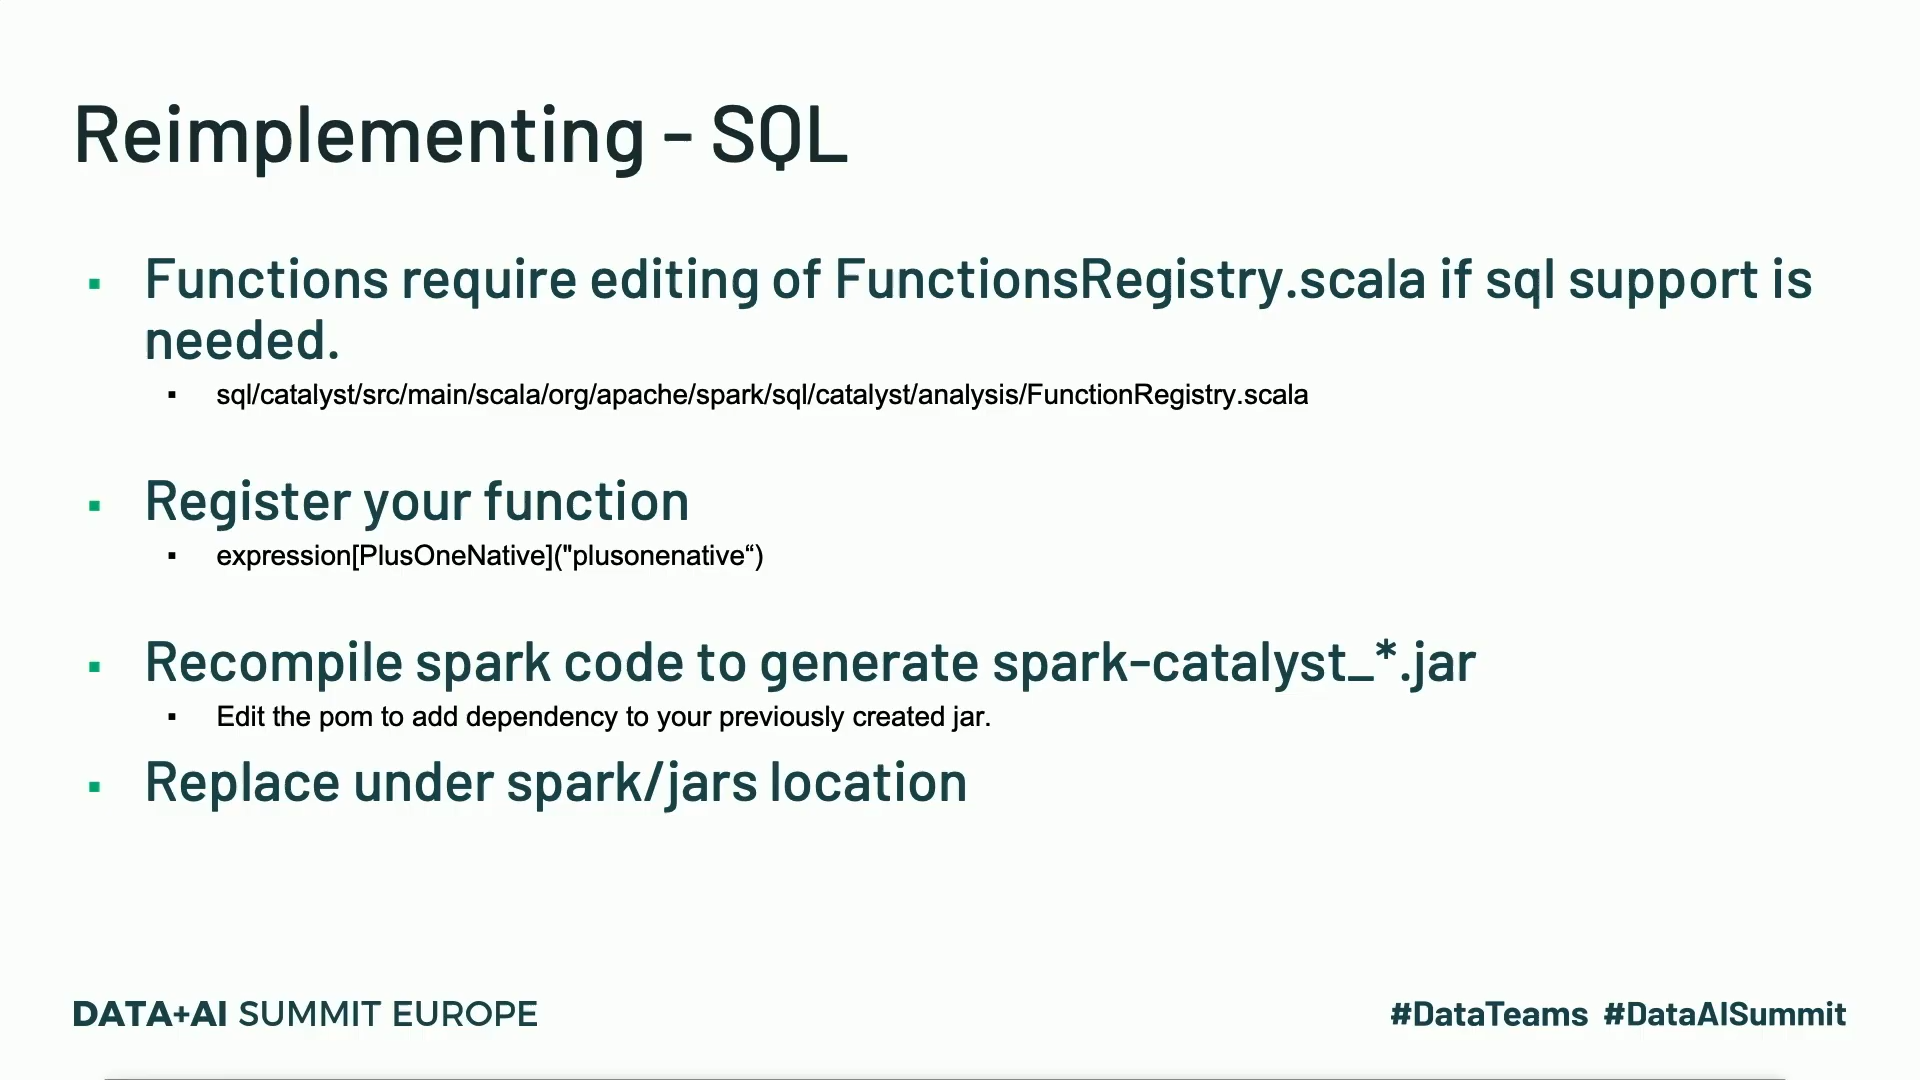 Reimplementing - SQL
▪ Functions require editing of FunctionsRegistry.scala if sql support is
needed.
▪ sql/catalyst/src/main/scala/org/apache/spark/sql/catalyst/analysis/FunctionRegistry.scala
▪ Register your function
▪ expression[PlusOneNative]("plusonenative“)
▪ Recompile spark code to generate spark-catalyst_*.jar
▪ Edit the pom to add dependency to your previously created jar.
▪ Replace under spark/jars location
DATA+AI SUMMIT EUROPE
#DataTeams #DataAISummit